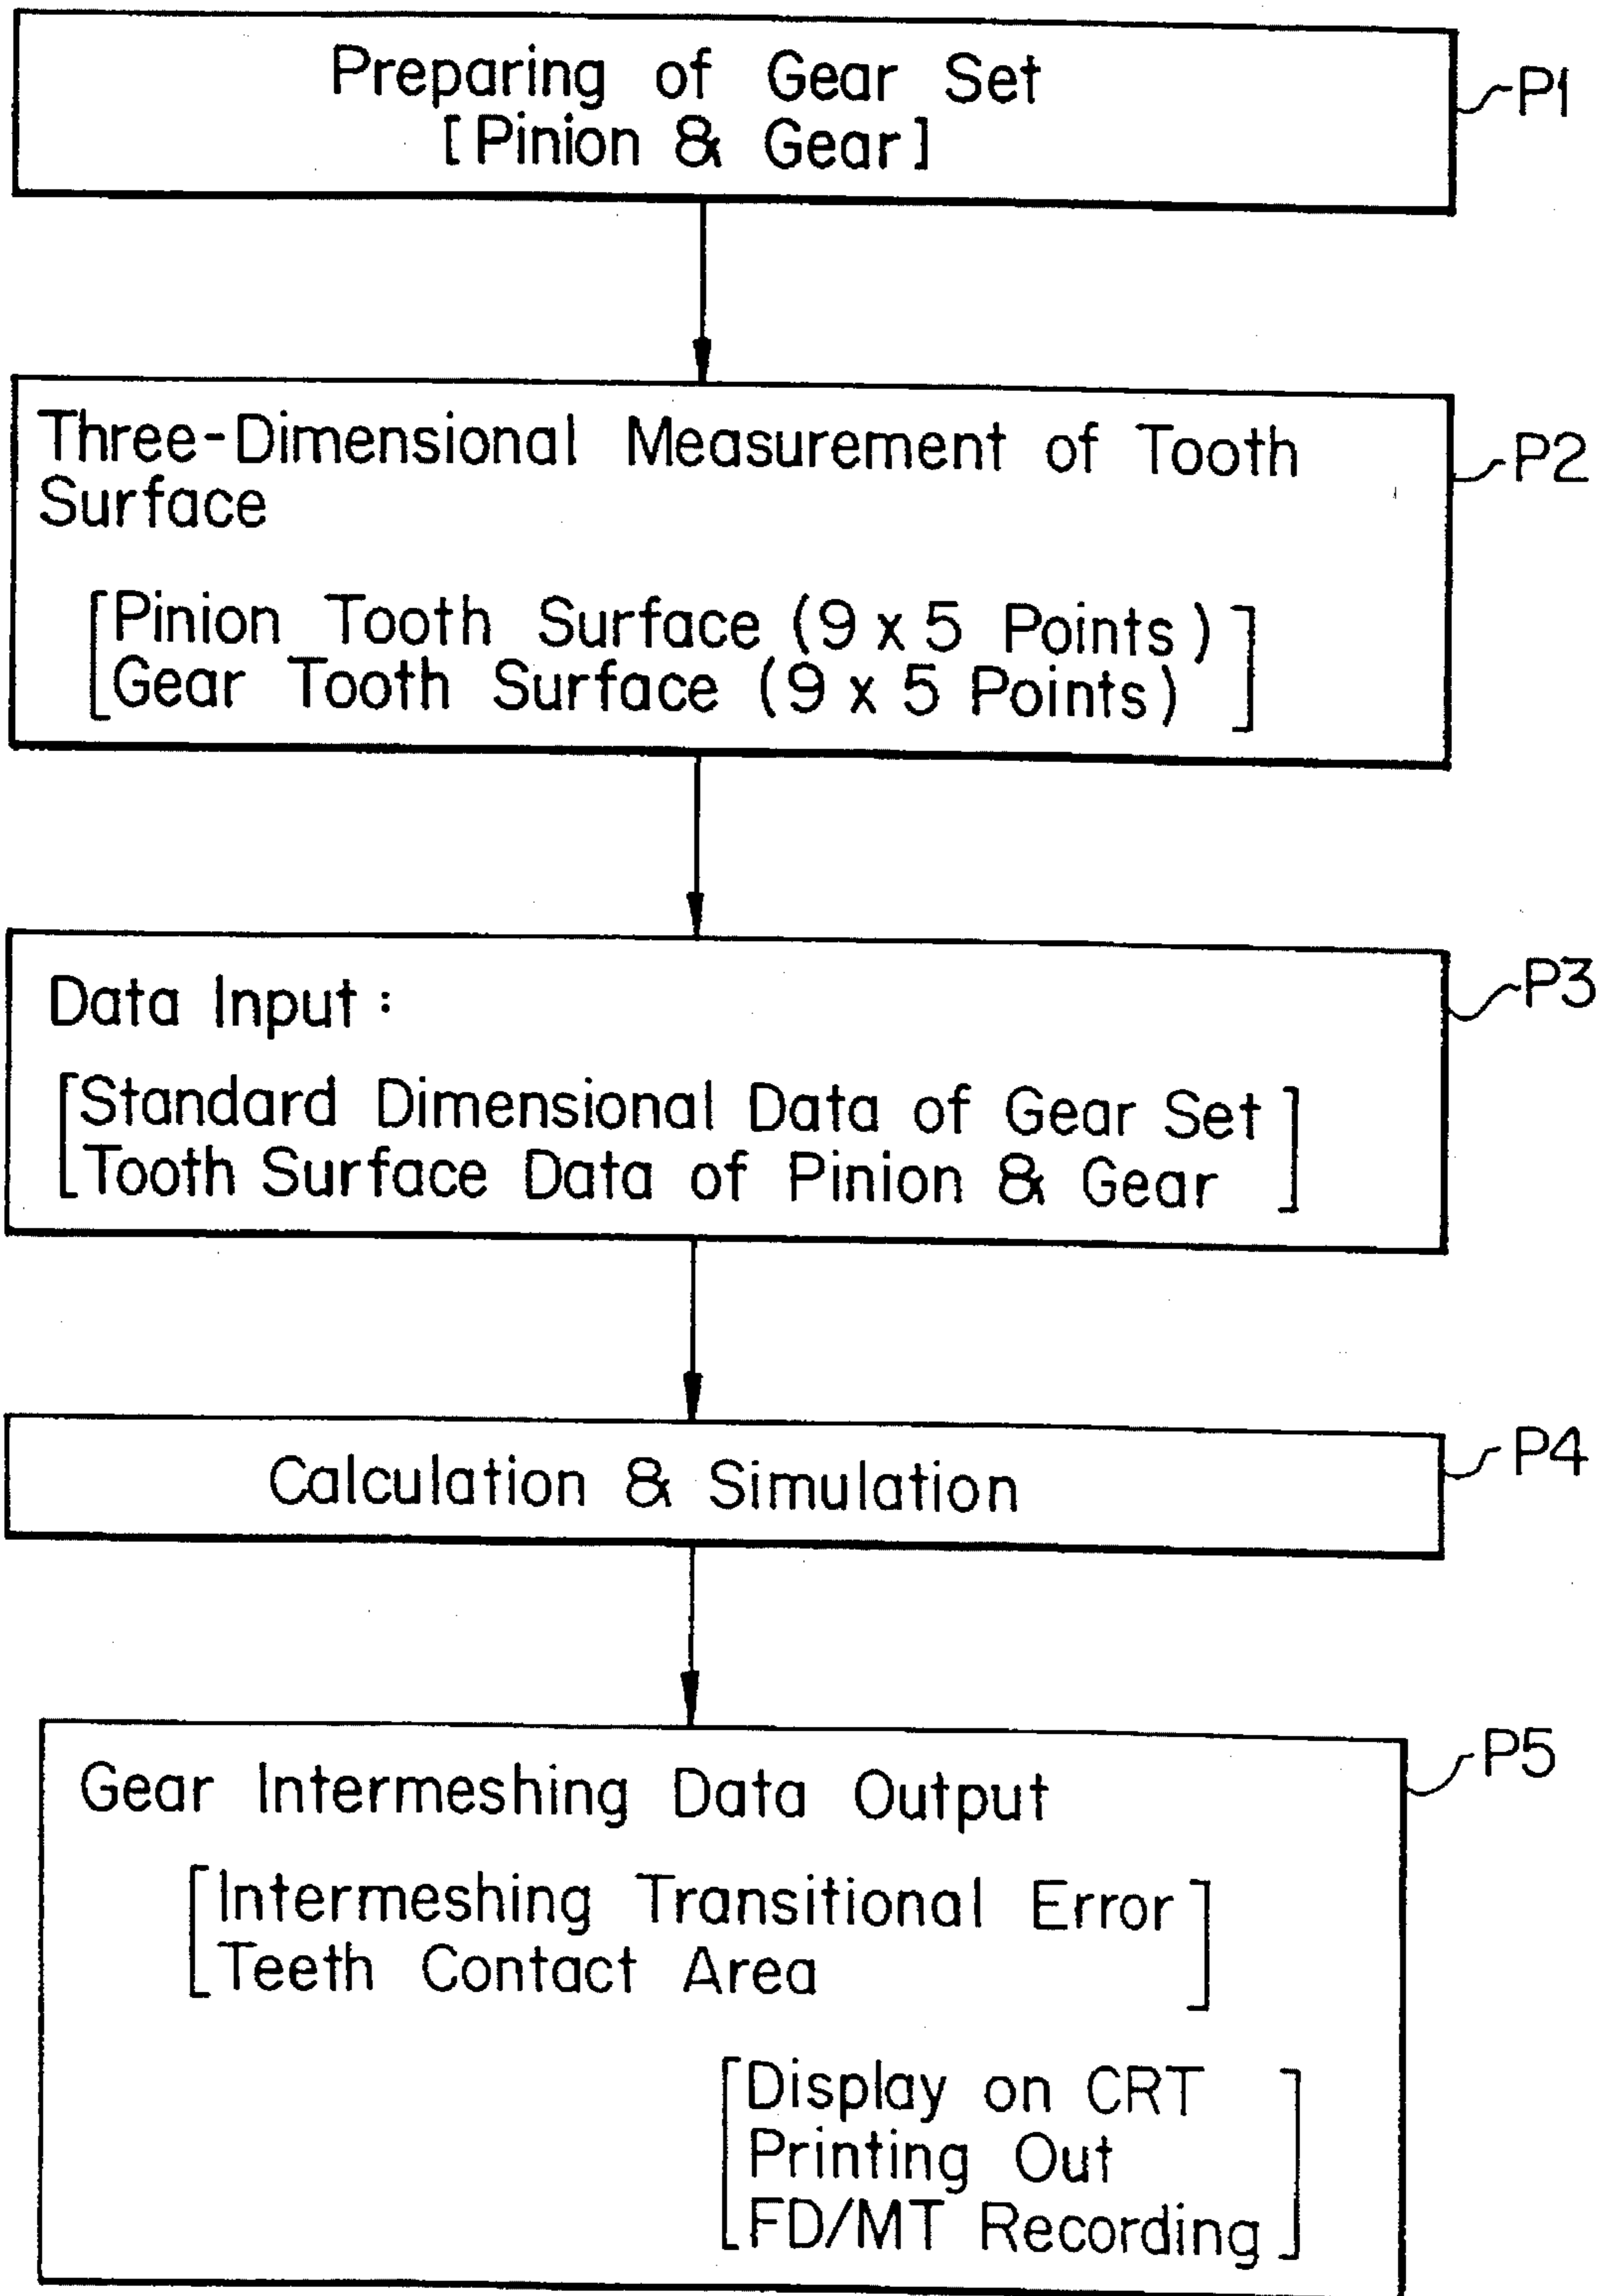 Preparing of Gear Set
[Pinion & Gear]
P1
Three-Dimensional Measurement of Tooth
Surface
P2
[Pinion Tooth Surface (9 x 5 Points)
Gear Tooth Surface (9 x 5 Points)]
Data Input :
P3
[Standard Dimensional Data of Gear Set
Tooth Surface Data of Pinion & Gear]
Calculation & Simulation
P4
Gear Intermeshing Data Output
P5
[Intermeshing Transitional Error
Teeth Contact Area]
[Display on CRT
Printing Out
FD/MT Recording]